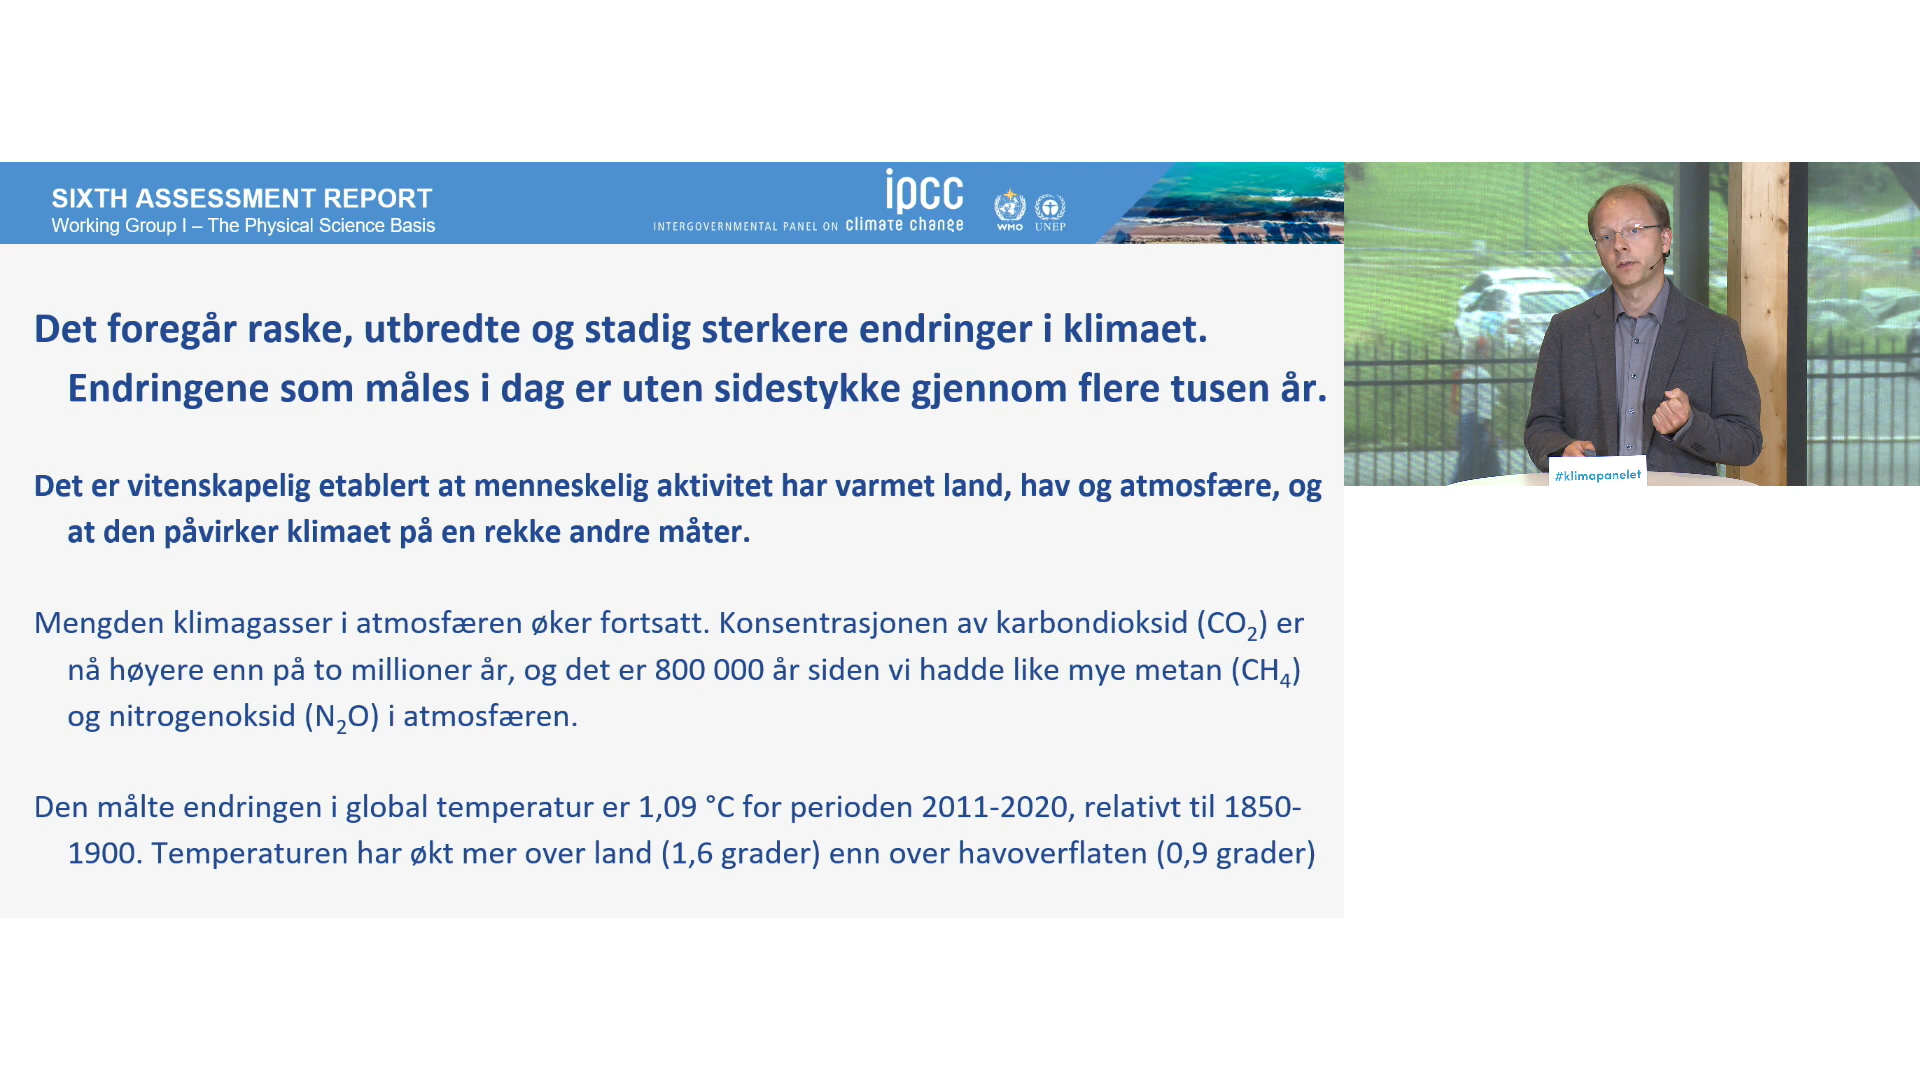 SIXTH ASSESSMENT REPORT
Working Group I – The Physical Science Basis
ipcc
INTERGOVERNMENTAL PANEL ON climate change
WMO
UNEP
Det foregår raske, utbredte og stadig sterkere endringer i klimaet.
Endringene som måles i dag er uten sidestykke gjennom flere tusen år.
Det er vitenskapelig etablert at menneskelig aktivitet har varmet land, hav og atmosfære, og
at den påvirker klimaet på en rekke andre måter.
Mengden klimagasser i atmosfæren øker fortsatt. Konsentrasjonen av karbondioksid (CO₂) er
nå høyere enn på to millioner år, og det er 800 000 år siden vi hadde like mye metan (CH₄)
og nitrogenoksid (N₂O) i atmosfæren.
Den målte endringen i global temperatur er 1,09 °C for perioden 2011-2020, relativt til 1850-
1900. Temperaturen har økt mer over land (1,6 grader) enn over havoverflaten (0,9 grader)
#klimapanelet